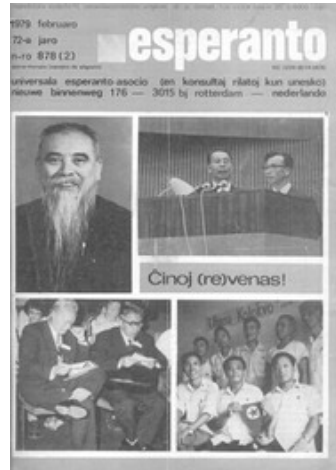 1979 februaro
72-a jaro
n-ro 878 (2)
esperanto
universala esperanto-asocio (en konsultaj rilatoj kun unesko)
nieuwe binnenweg 176 — 3015 bj rotterdam — nederlando
Ĉinoj (re)venas!